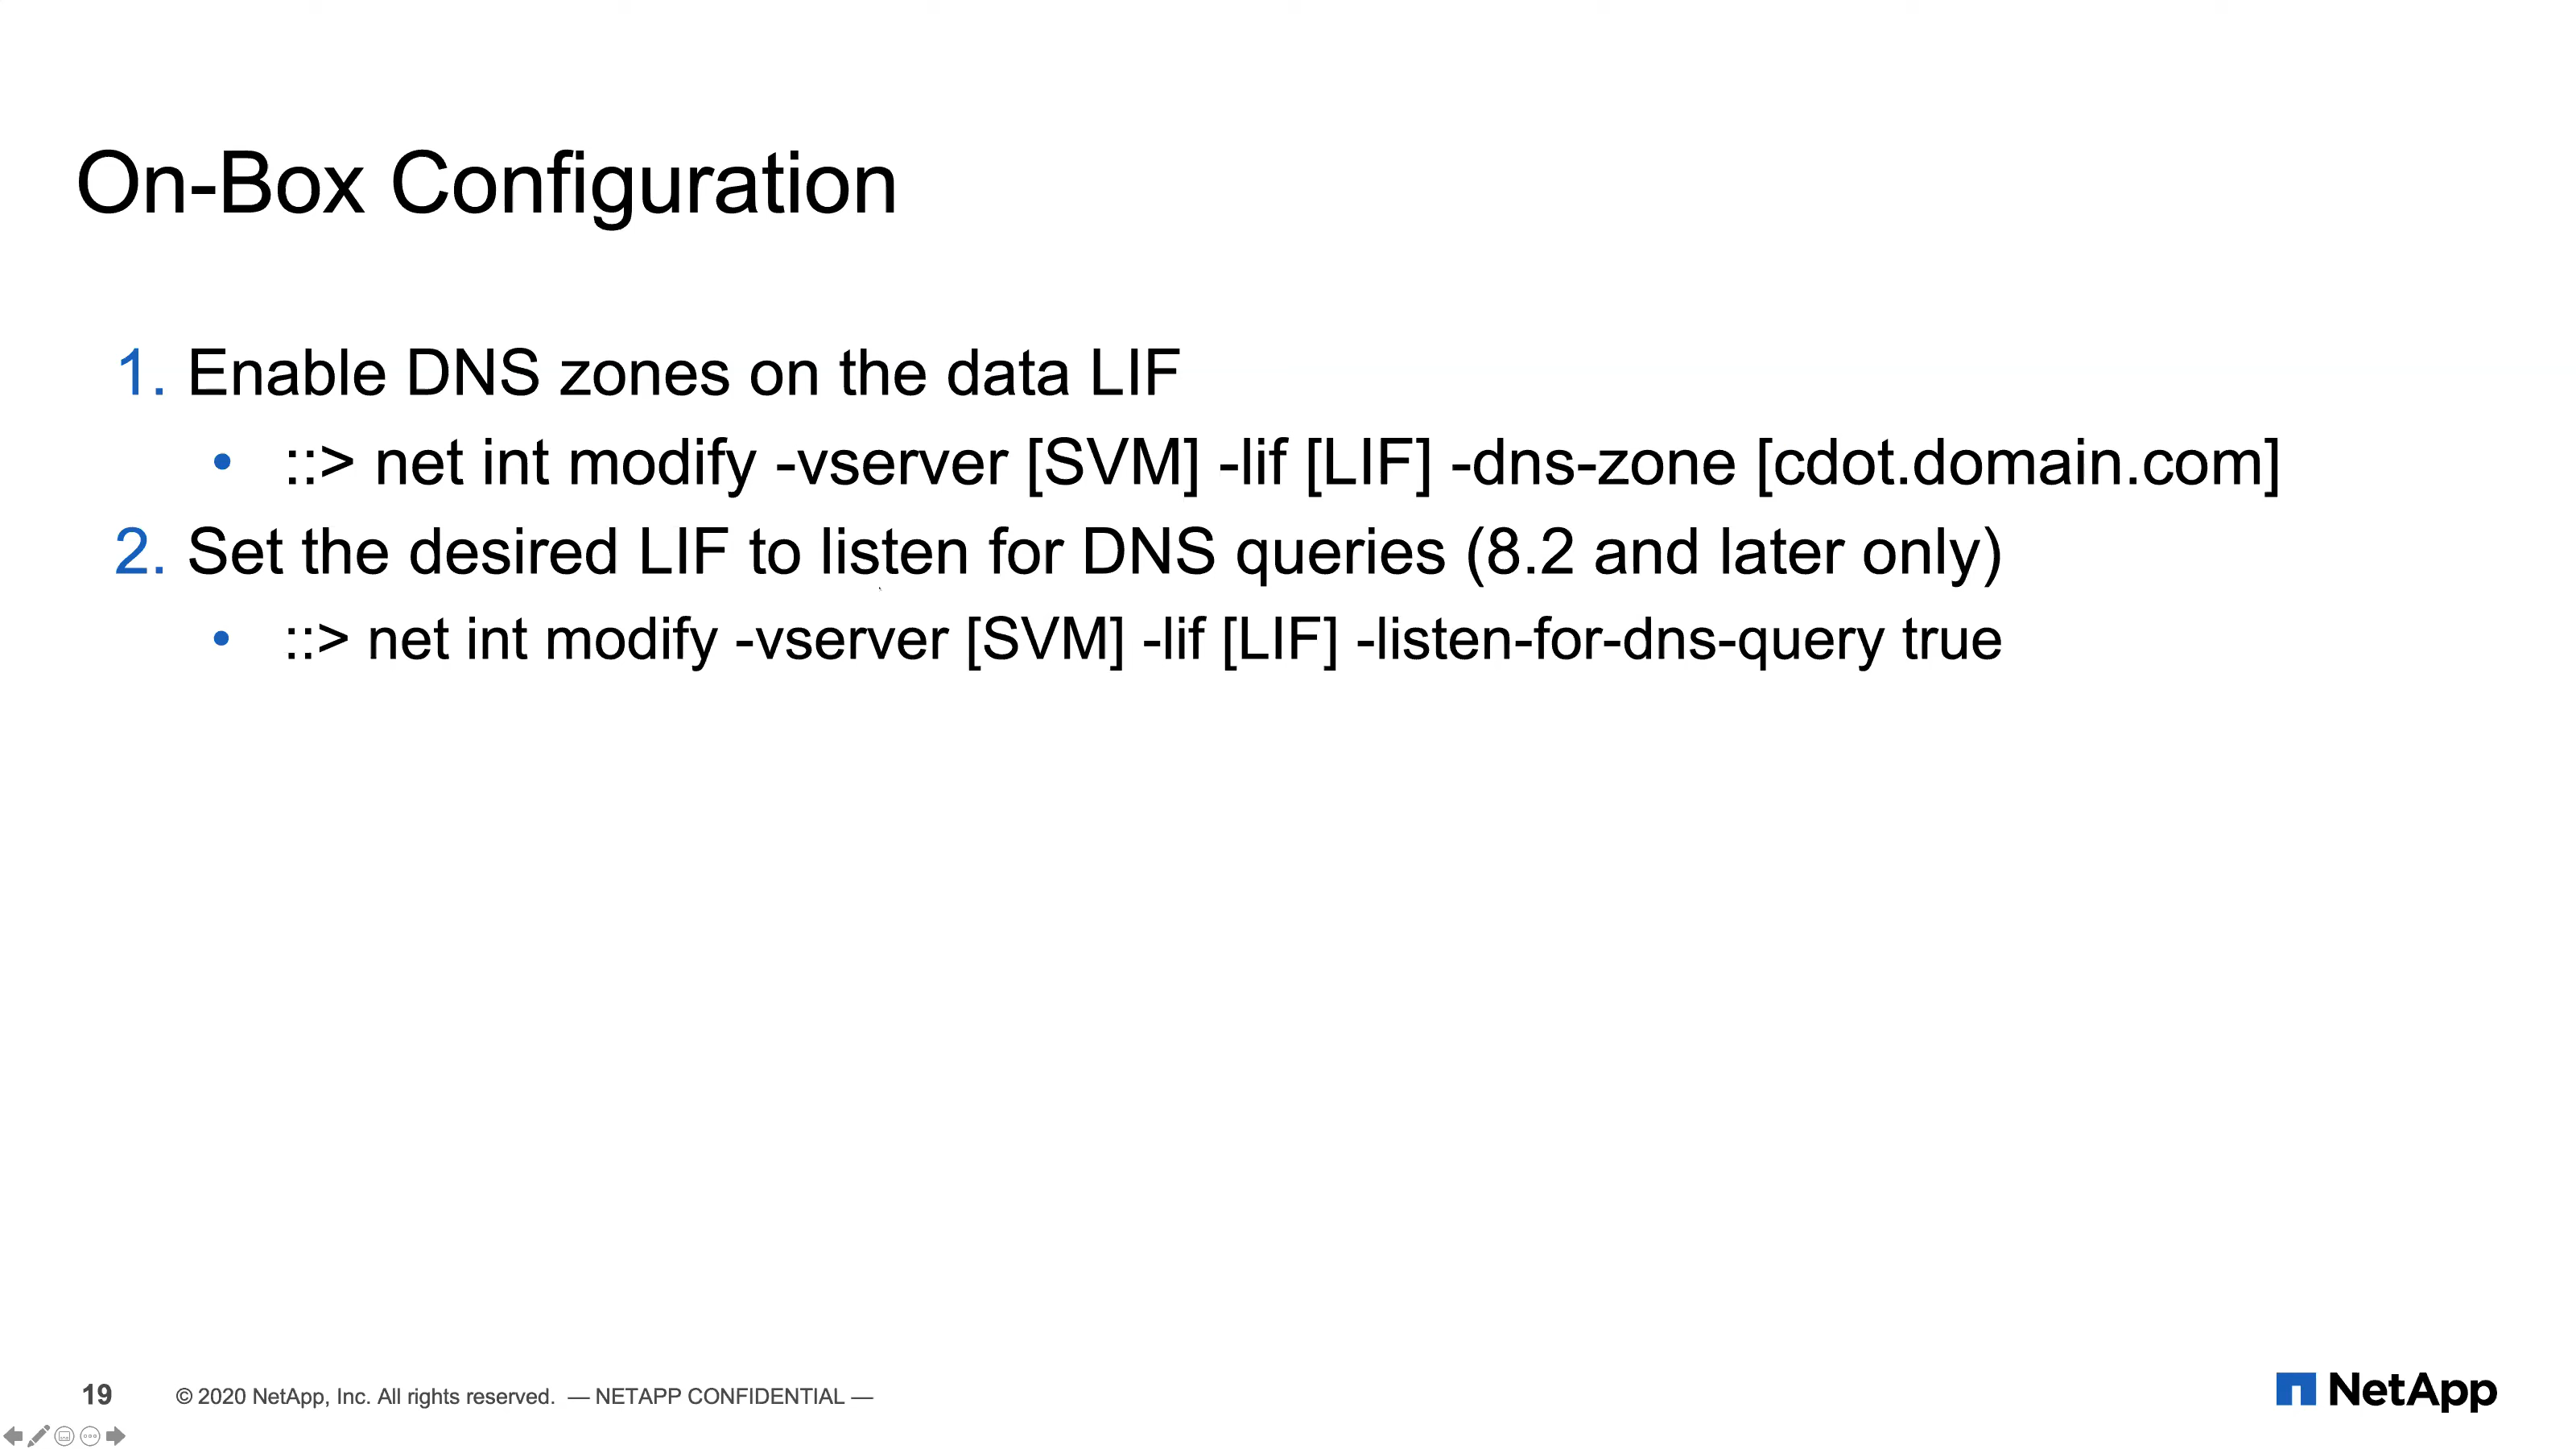 On-Box Configuration
1. Enable DNS zones on the data LIF
• ::> net int modify -vserver [SVM] -lif [LIF] -dns-zone [cdot.domain.com]
2. Set the desired LIF to listen for DNS queries (8.2 and later only)
• ::> net int modify -vserver [SVM] -lif [LIF] -listen-for-dns-query true
19 © 2020 NetApp, Inc. All rights reserved. — NETAPP CONFIDENTIAL —
NetApp